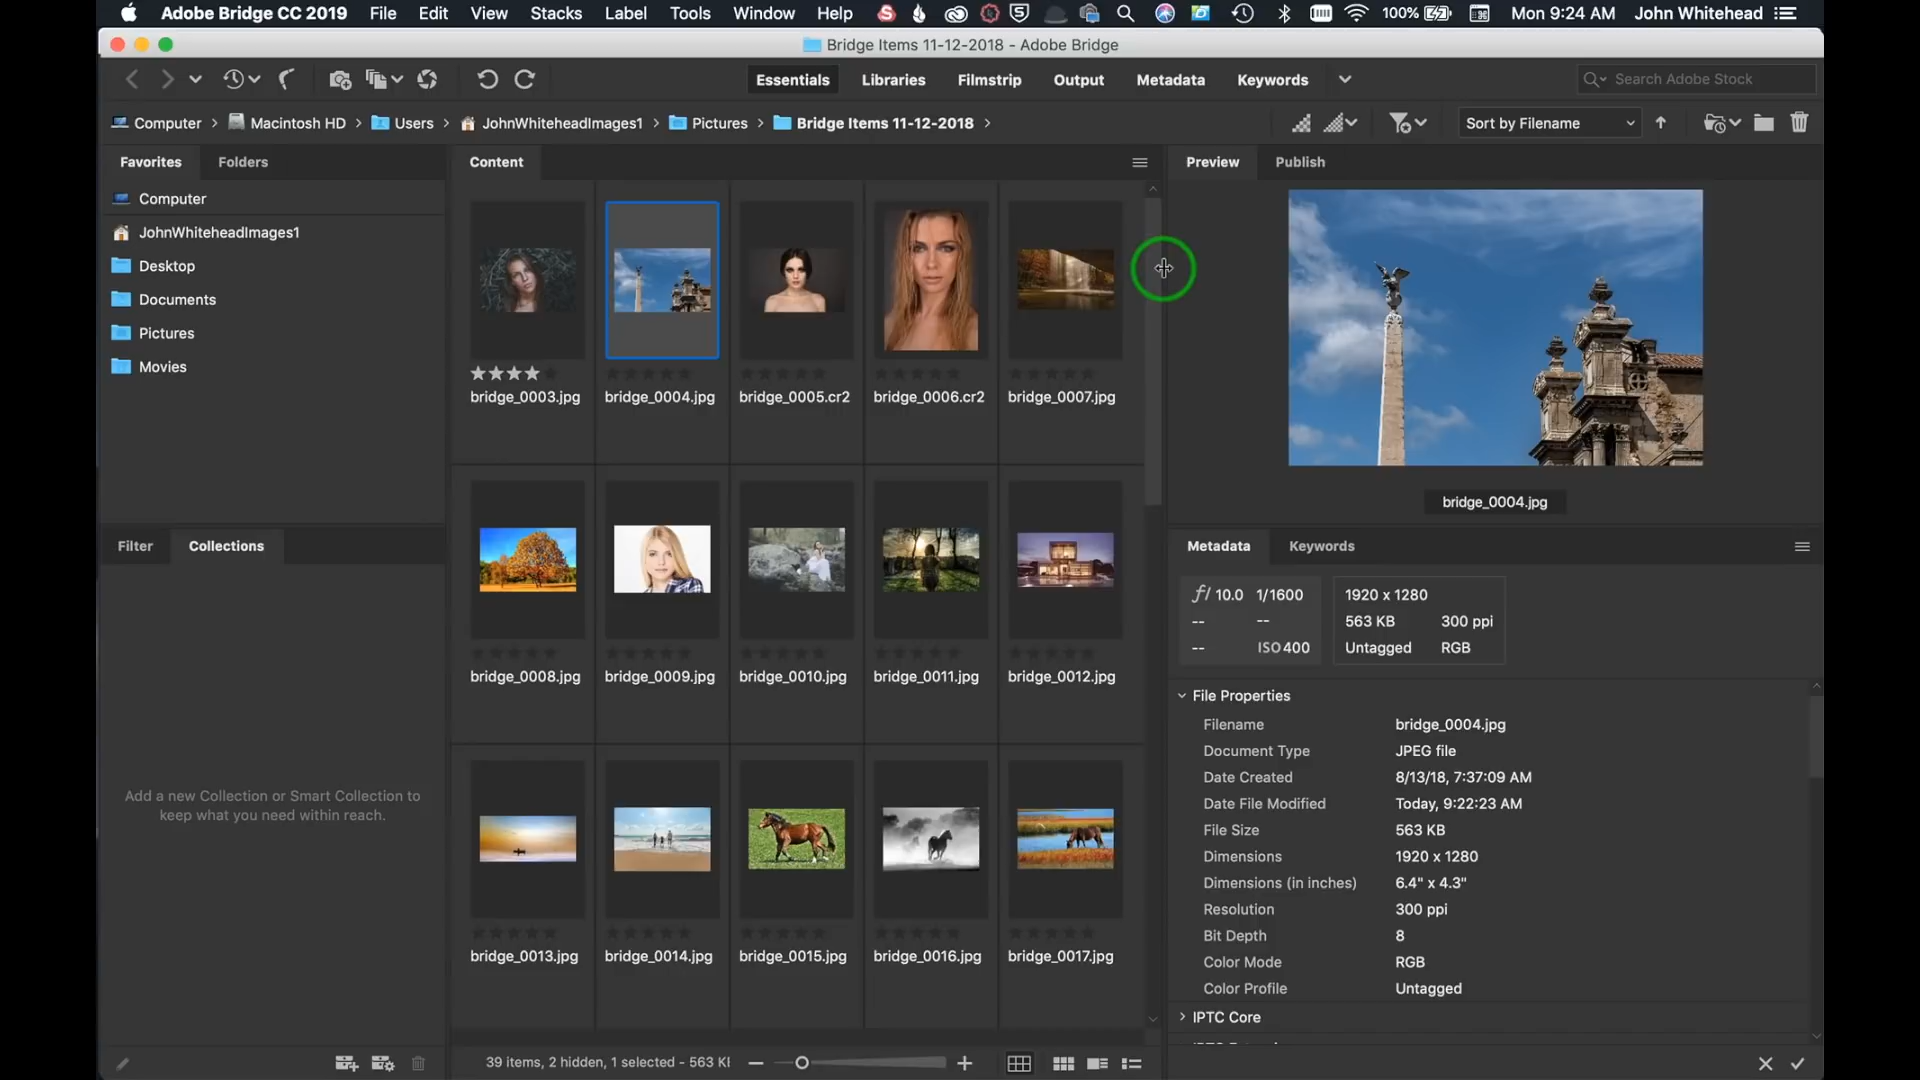 Adobe Bridge CC 2019 File Edit View Stacks Label Tools Window Help 100% Mon 9:24 AM John Whitehead
Bridge Items 11-12-2018 - Adobe Bridge
Essentials Libraries Filmstrip Output Metadata Keywords Search Adobe Stock
Computer Macintosh HD Users JohnWhiteheadImages1 Pictures Bridge Items 11-12-2018 Sort by Filename
Favorites Folders
Computer
JohnWhiteheadImages1
Desktop
Documents
Pictures
Movies
Filter Collections
Add a new Collection or Smart Collection to
keep what you need within reach.
Content
bridge_0003.jpg bridge_0004.jpg bridge_0005.cr2 bridge_0006.cr2 bridge_0007.jpg
bridge_0008.jpg bridge_0009.jpg bridge_0010.jpg bridge_0011.jpg bridge_0012.jpg
bridge_0013.jpg bridge_0014.jpg bridge_0015.jpg bridge_0016.jpg bridge_0017.jpg
39 items, 2 hidden, 1 selected - 563 K
Preview Publish
bridge_0004.jpg
Metadata Keywords
f/ 10.0 1/1600 1920 x 1280
-- -- 563 KB 300 ppi
-- ISO400 Untagged RGB
File Properties
Filename bridge_0004.jpg
Document Type JPEG file
Date Created 8/13/18, 7:37:09 AM
Date File Modified Today, 9:22:23 AM
File Size 563 KB
Dimensions 1920 x 1280
Dimensions (in inches) 6.4" x 4.3"
Resolution 300 ppi
Bit Depth 8
Color Mode RGB
Color Profile Untagged
IPTC Core